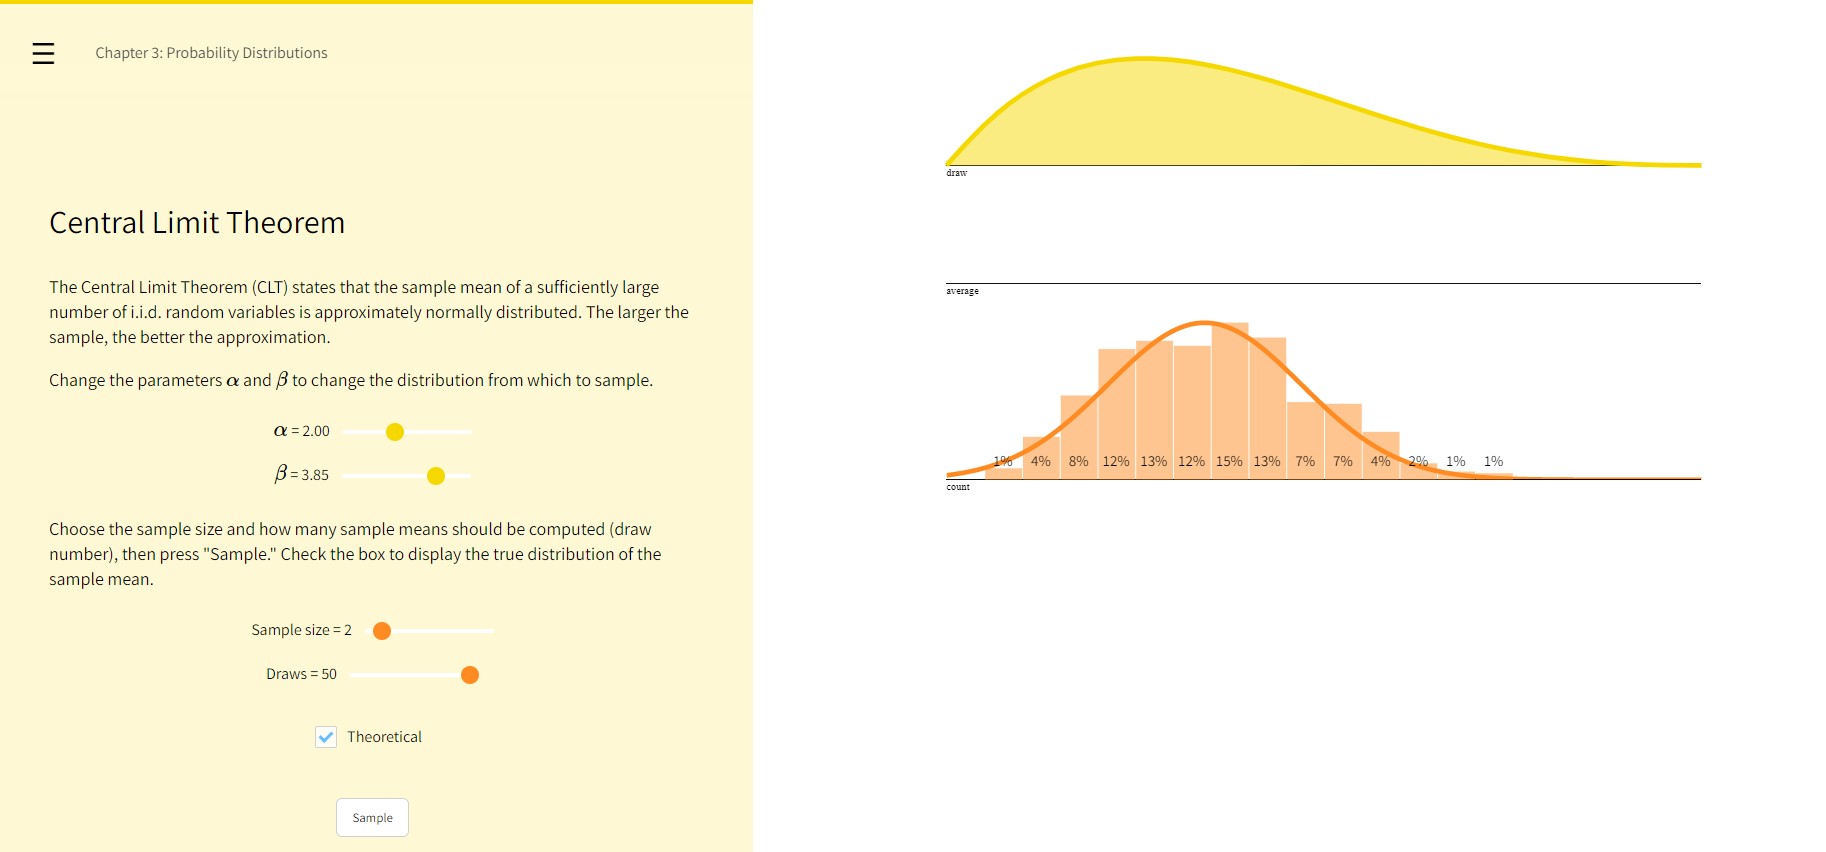 Chapter 3: Probability Distributions
Central Limit Theorem
The Central Limit Theorem (CLT) states that the sample mean of a sufficiently large
number of i.i.d. random variables is approximately normally distributed. The larger the
sample, the better the approximation.
Change the parameters α and β to change the distribution from which to sample.
α = 2.00
β = 3.85
Choose the sample size and how many sample means should be computed (draw
number), then press "Sample." Check the box to display the true distribution of the
sample mean.
Sample size = 2
Draws = 50
Theoretical
Sample
draw
average
1% 4% 8% 12% 13% 12% 15% 13% 7% 7% 4% 2% 1% 1%
count